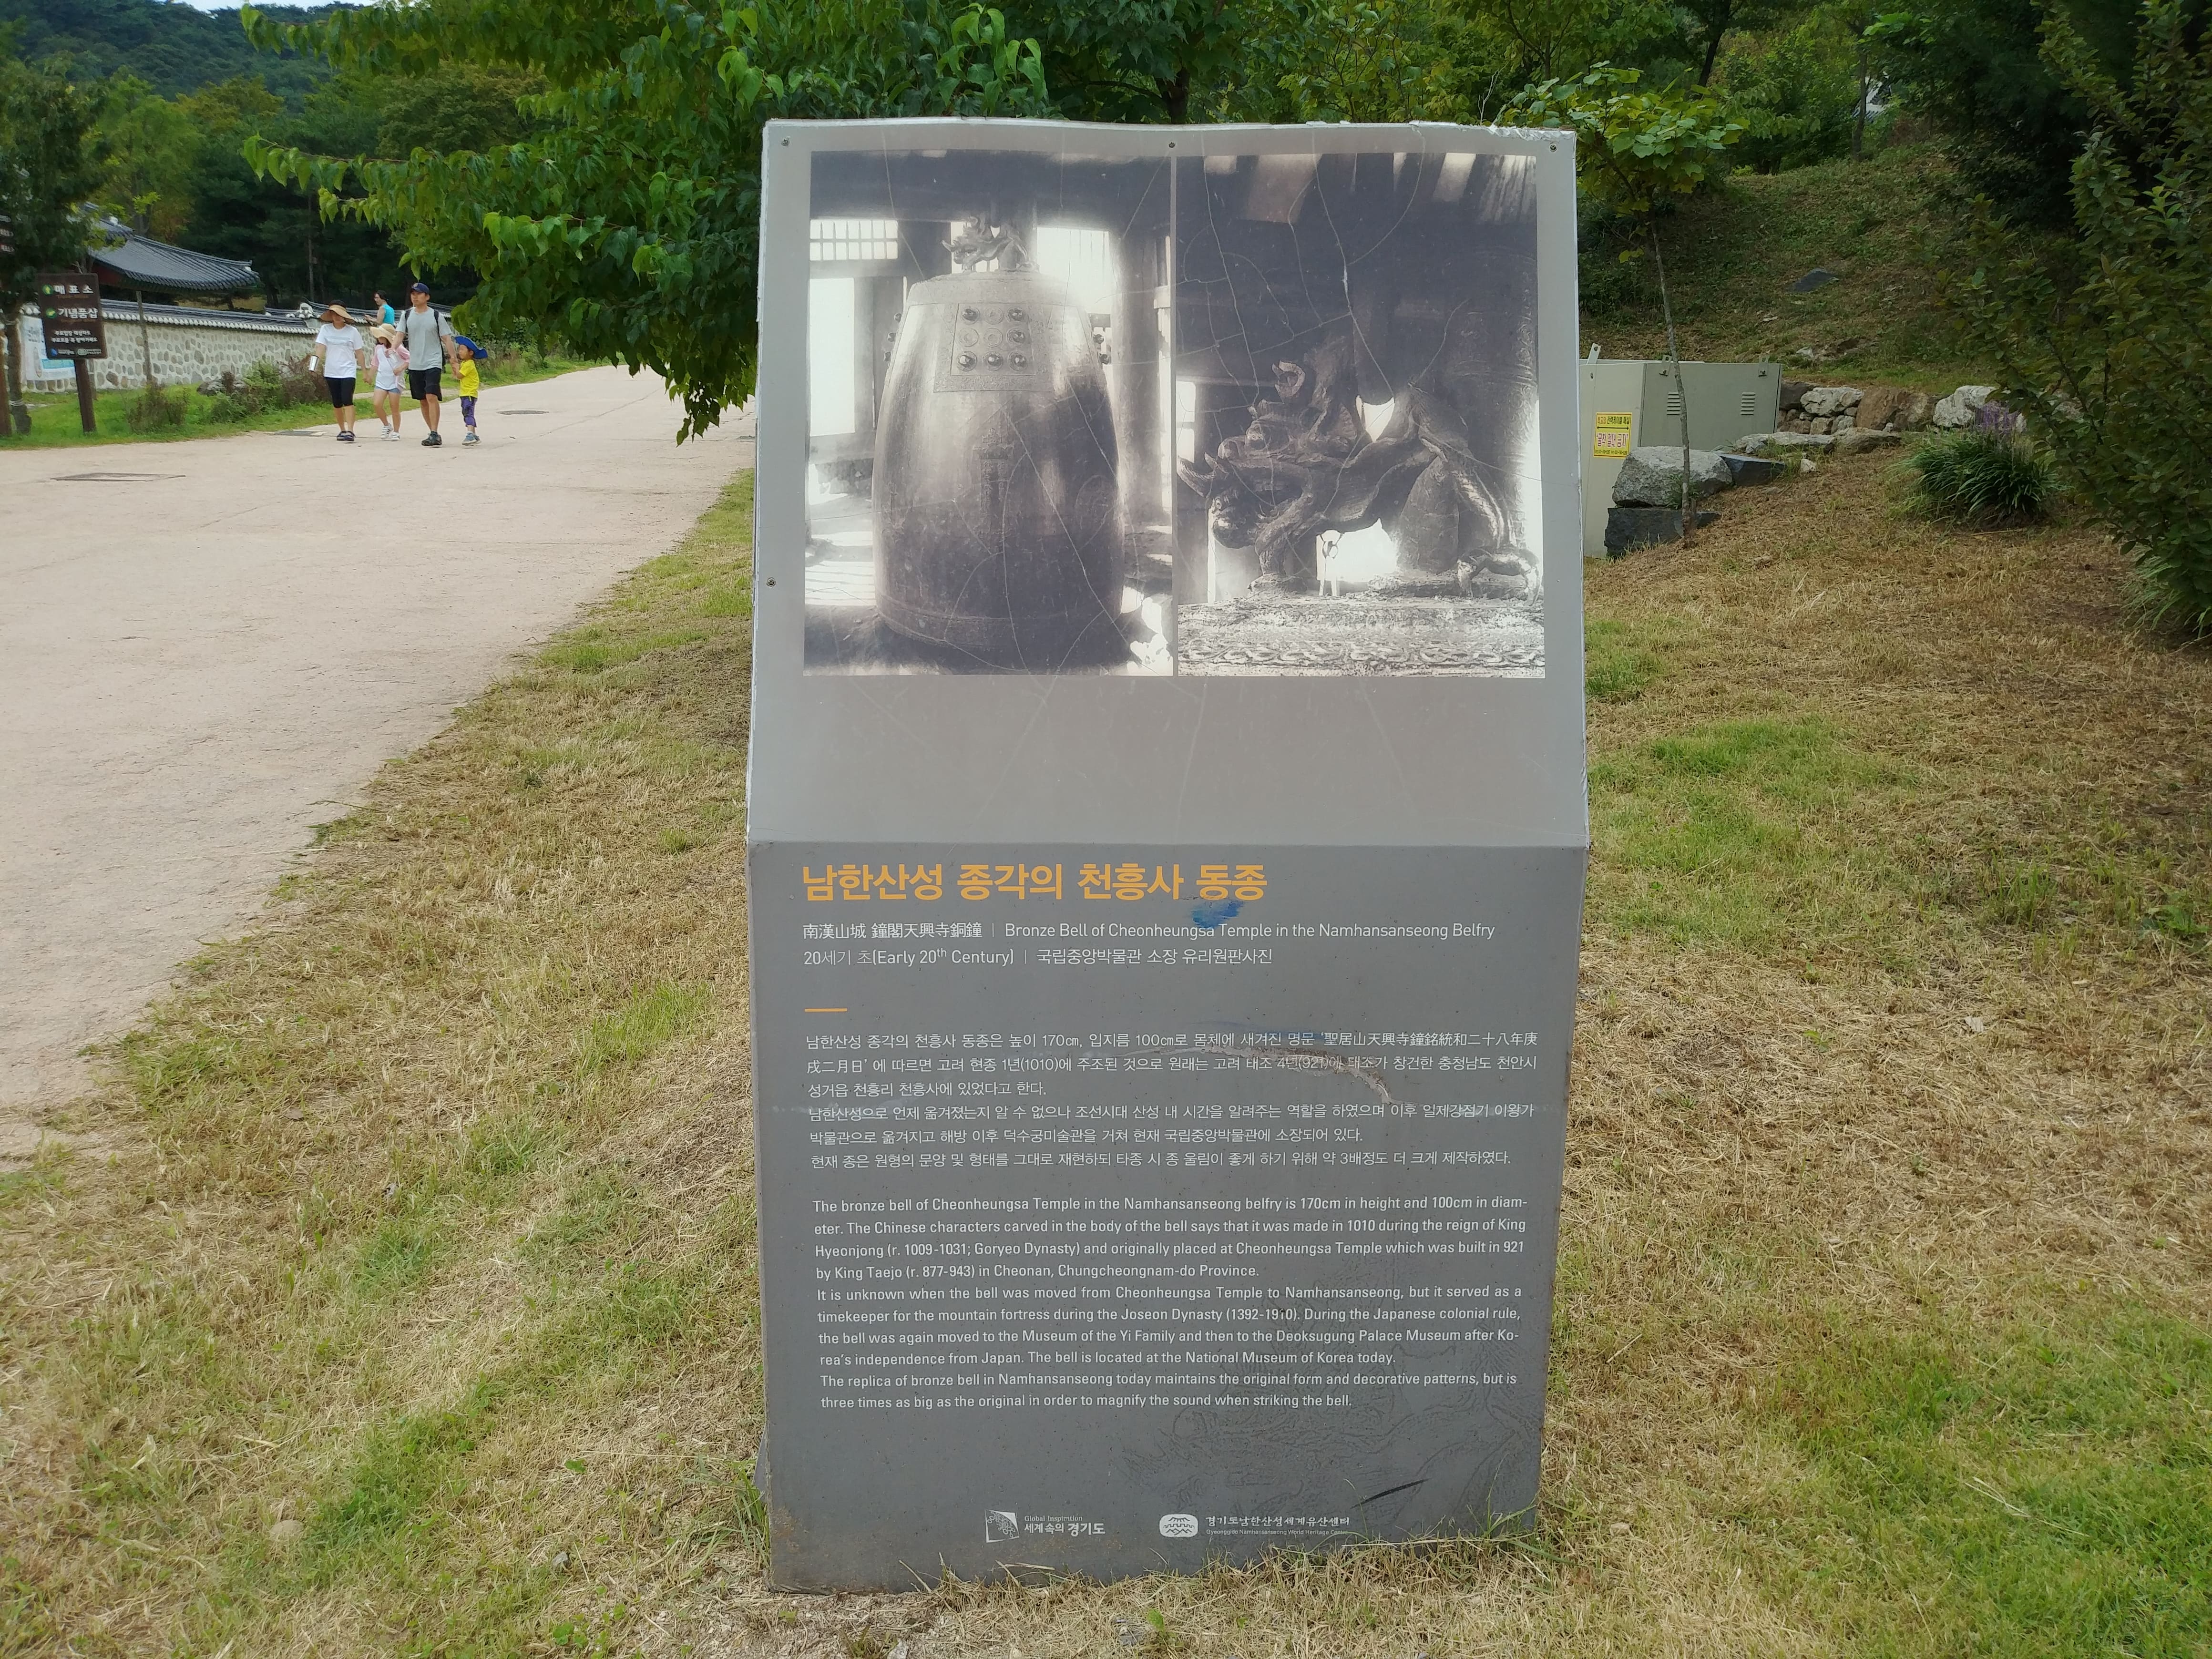 매표소
기념품샵
남한산성 종각의 천흥사 동종
南漢山城 鐘閣天興寺銅鐘 | Bronze Bell of Cheonheungsa Temple in the Namhansanseong Belfry
20세기 초(Early 20th Century) | 국립중앙박물관 소장 유리원판사진
남한산성 종각의 천흥사 동종은 높이 170㎝, 입지름 100㎝로 몸체에 새겨진 명문 '聖居山天興寺鐘銘統和二十八年庚
戌二月日' 에 따르면 고려 현종 1년(1010)에 주조된 것으로 원래는 고려 태조 4년(921)에 태조가 창건한 충청남도 천안시
성거읍 천흥리 천흥사에 있었다고 한다.
남한산성으로 언제 옮겨졌는지 알 수 없으나 조선시대 산성 내 시간을 알려주는 역할을 하였으며 이후 일제강점기 이왕가
박물관으로 옮겨지고 해방 이후 덕수궁미술관을 거쳐 현재 국립중앙박물관에 소장되어 있다.
현재 종은 원형의 문양 및 형태를 그대로 재현하되 타종 시 종 울림이 좋게 하기 위해 약 3배정도 더 크게 제작하였다.
The bronze bell of Cheonheungsa Temple in the Namhansanseong belfry is 170cm in height and 100cm in diam-
eter. The Chinese characters carved in the body of the bell says that it was made in 1010 during the reign of King
Hyeonjong (r. 1009-1031; Goryeo Dynasty) and originally placed at Cheonheungsa Temple which was built in 921
by King Taejo (r. 877-943) in Cheonan, Chungcheongnam-do Province.
It is unknown when the bell was moved from Cheonheungsa Temple to Namhansanseong, but it served as a
timekeeper for the mountain fortress during the Joseon Dynasty (1392-1910). During the Japanese colonial rule,
the bell was again moved to the Museum of the Yi Family and then to the Deoksugung Palace Museum after Ko-
rea's independence from Japan. The bell is located at the National Museum of Korea today.
The replica of bronze bell in Namhansanseong today maintains the original form and decorative patterns, but is
three times as big as the original in order to magnify the sound when striking the bell.
Global Inspiration
세계속의 경기도
경기도남한산성세계유산센터
Gyeonggido Namhansanseong World Heritage Center